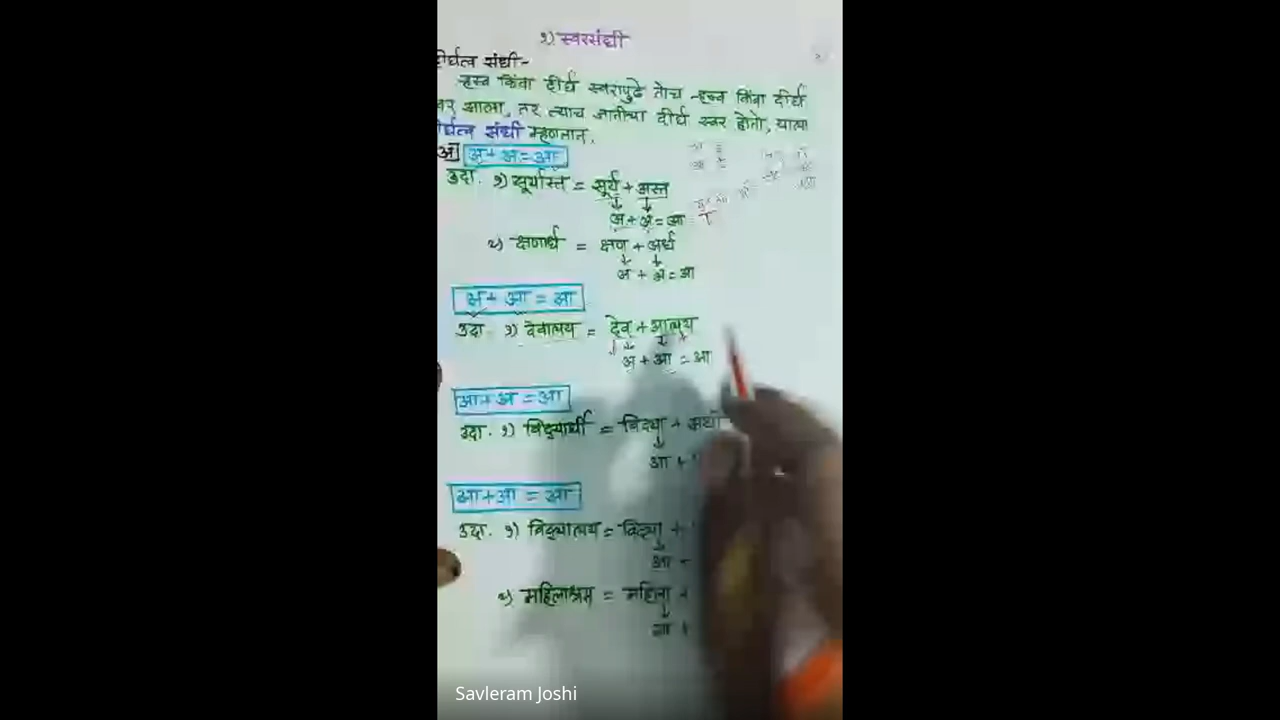 १) स्वरसंधी
दीर्घत्व संधी-
ऱ्हस्व किंवा दीर्घ स्वरापुढे तोच ऱ्हस्व किंवा दीर्घ
स्वर आला, तर त्याच जातीचा दीर्घ स्वर होतो, याला
दीर्घत्व संधी म्हणतात.
अ) अ + अ = आ
उदा. १) सूर्यास्त = सूर्य + अस्त
अ + अ = आ
२) क्षणार्ध = क्षण + अर्ध
अ + अ = आ
अ + आ = आ
उदा. १) देवालय = देव + आलय
अ + आ = आ
आ + अ = आ
उदा. १) विद्यार्थी = विद्या + अर्थी
आ +
आ + आ = आ
उदा. १) विद्यालय = विद्या +
आ +
२) महिलाश्रम = महिला +
आ +
Savleram Joshi